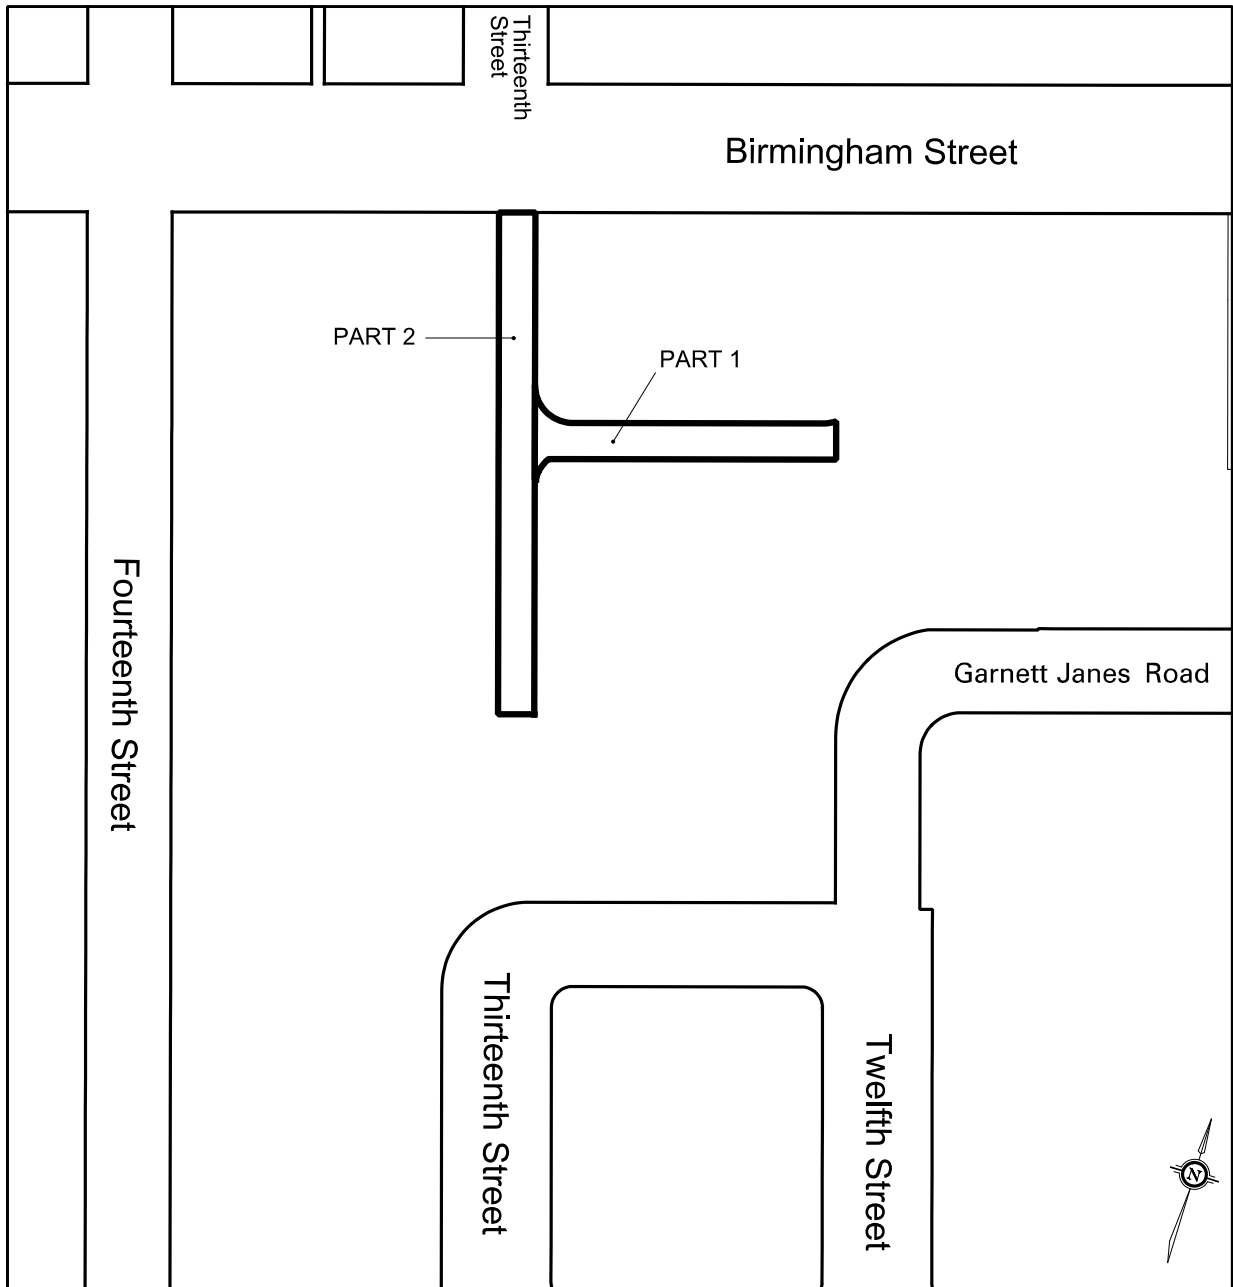 Thirteenth
Street
Birmingham Street
PART 2
PART 1
Fourteenth Street
Garnett Janes Road
Thirteenth Street
Twelfth Street
N